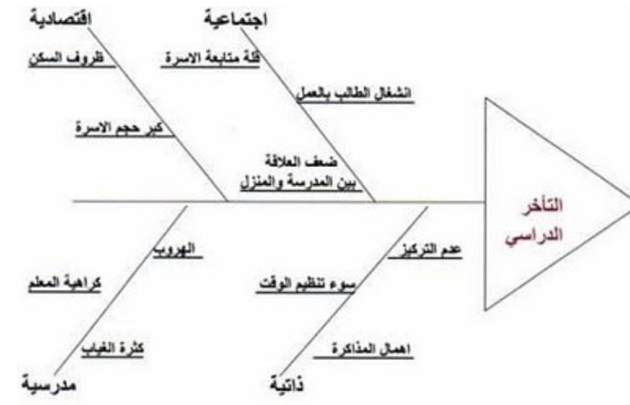 اجتماعية
اقتصادية
قلة متابعة الاسرة
ظروف السكن
انشغال الطالب بالعمل
كبر حجم الاسرة
ضعف العلاقة
بين المدرسة والمنزل
التأخر
الدراسي
عدم التركيز
الهروب
سوء تنظيم الوقت
كراهية المعلم
اهمال المذاكرة
كثرة الغياب
ذاتية
مدرسية